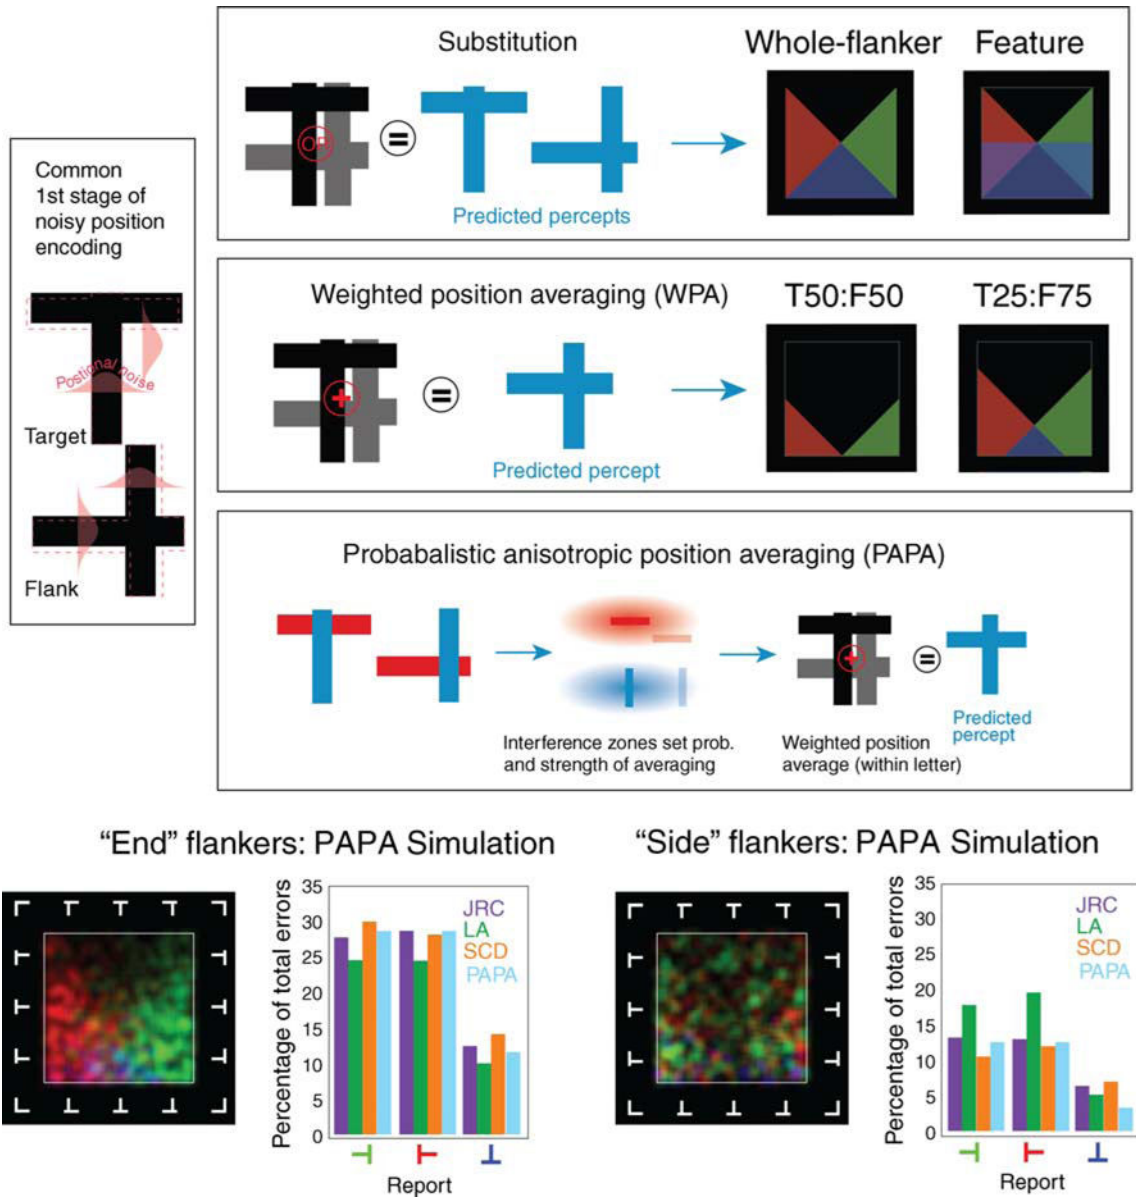 Common
1st stage of
noisy position
encoding
Postional noise
Target
Flank
Substitution
Whole-flanker
Feature
OR
=
Predicted percepts
Weighted position averaging (WPA)
T50:F50
T25:F75
+
=
Predicted percept
Probabalistic anisotropic position averaging (PAPA)
+
=
Interference zones set prob.
and strength of averaging
Weighted position
average (within letter)
Predicted
percept
"End" flankers: PAPA Simulation
Percentage of total errors
35
30
25
20
15
10
5
0
JRC
LA
SCD
PAPA
Report
"Side" flankers: PAPA Simulation
Percentage of total errors
35
30
25
20
15
10
5
0
JRC
LA
SCD
PAPA
Report